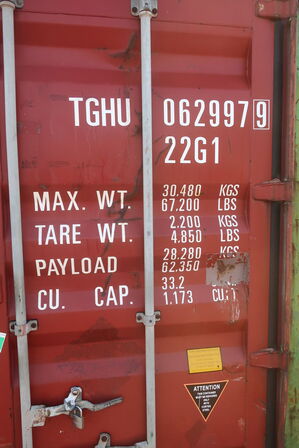 TGHU 062997 9
22G1
MAX. WT. 30.480 KGS
67.200 LBS
TARE WT. 2.200 KGS
4.850 LBS
PAYLOAD 28.280 KGS
62.350
CU. CAP. 33.2
1.173 CU.
ATTENTION